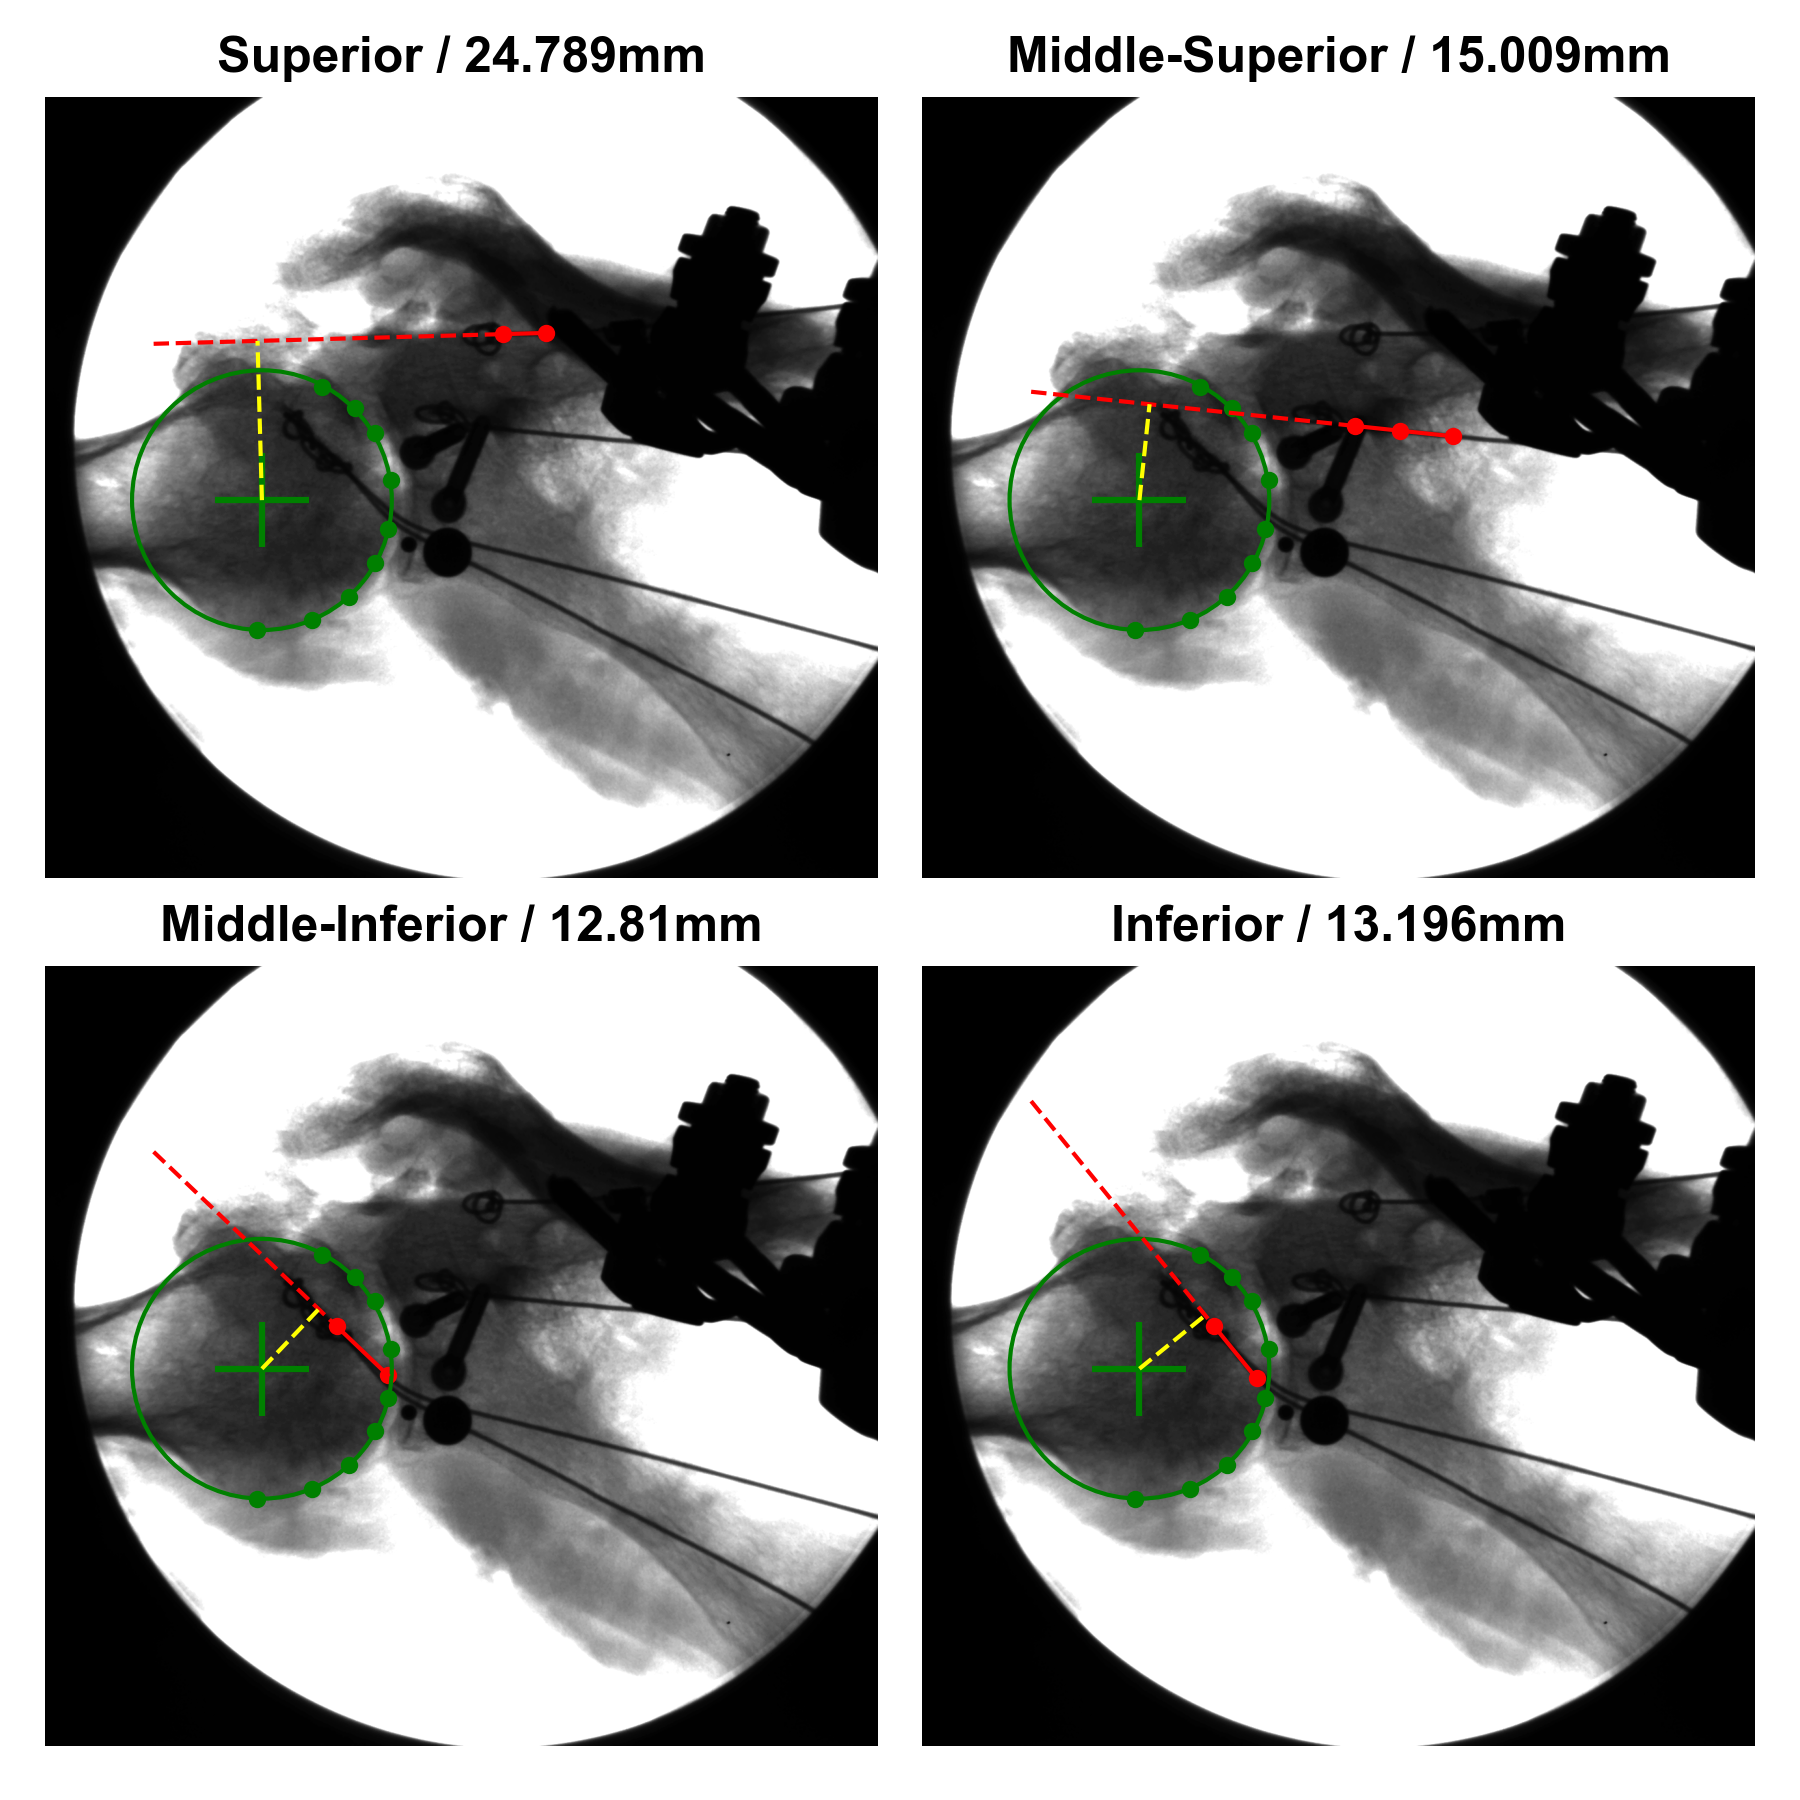 Superior / 24.789mm
Middle-Superior / 15.009mm
Middle-Inferior / 12.81mm
Inferior / 13.196mm